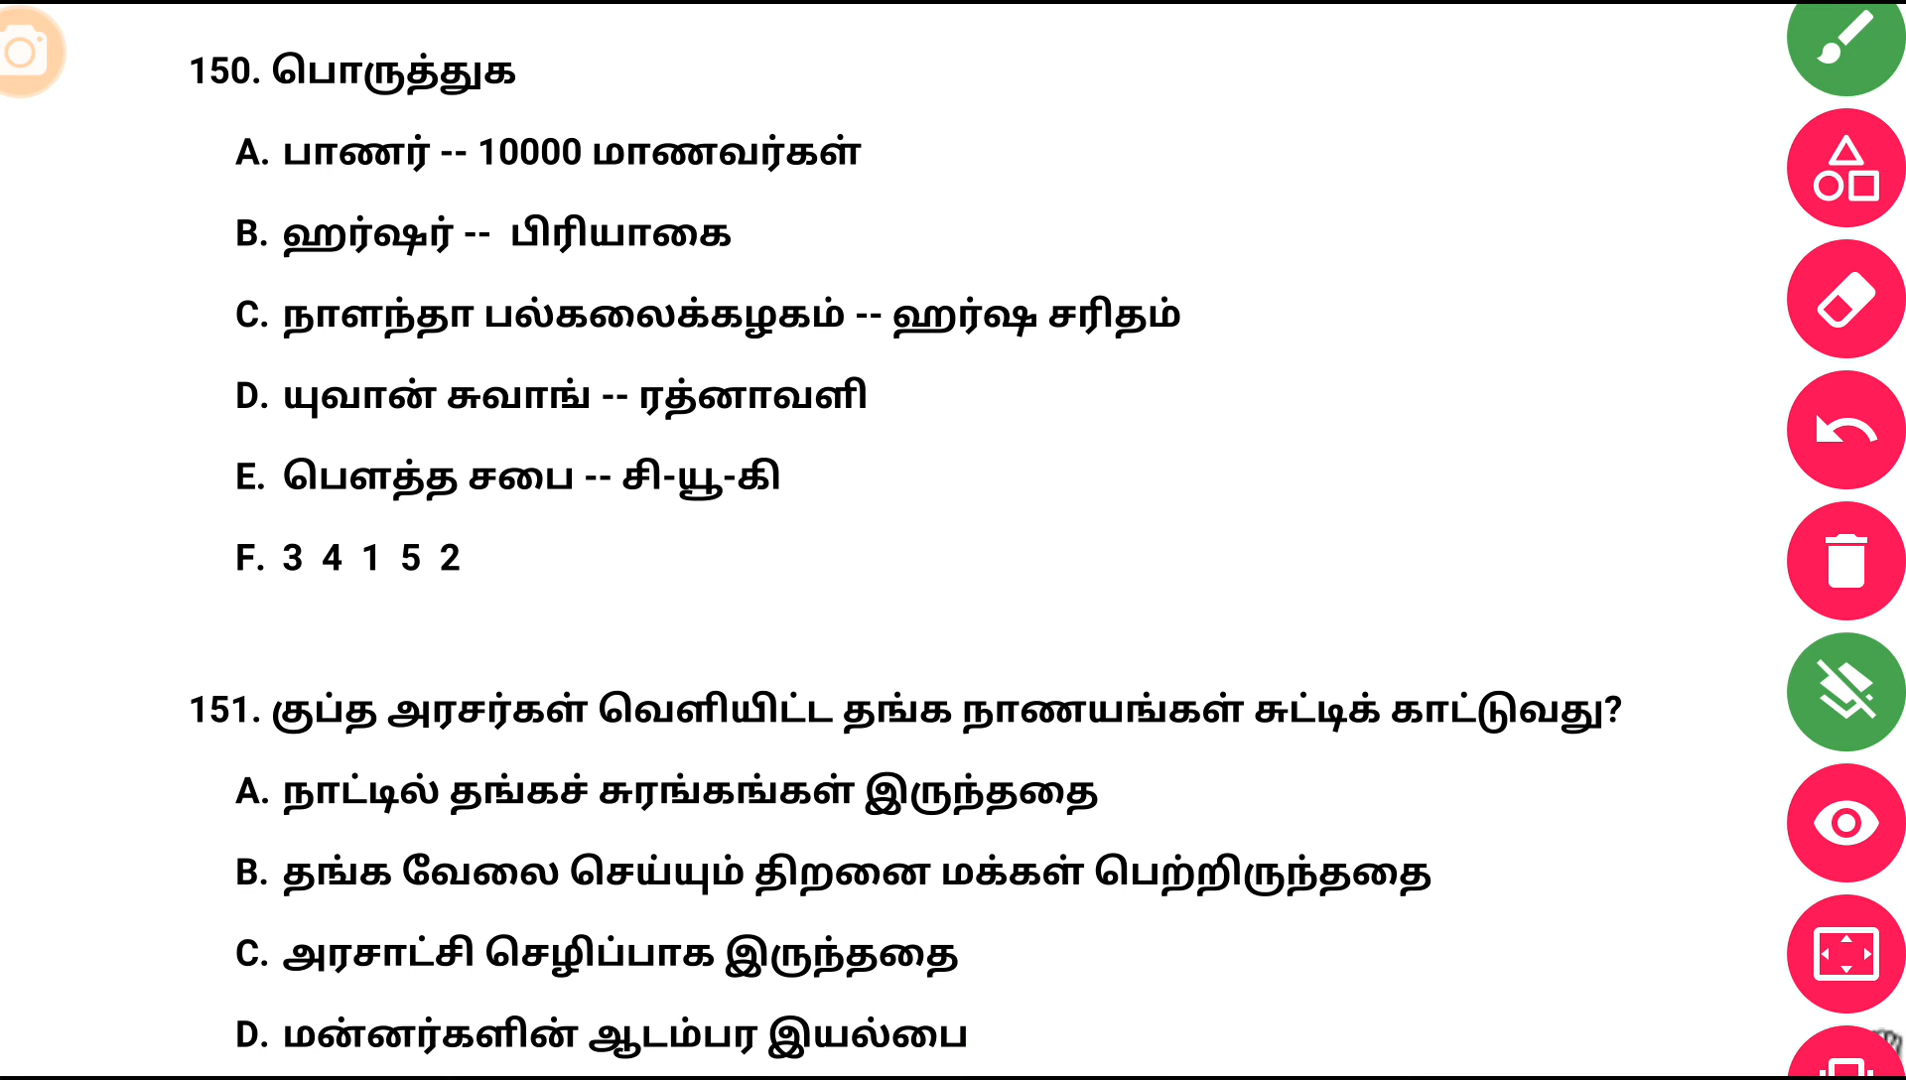 150. பொருத்துக
A. பாணர் -- 10000 மாணவர்கள்
B. ஹர்ஷர் -- பிரியாகை
C. நாளந்தா பல்கலைக்கழகம் -- ஹர்ஷ சரிதம்
D. யுவான் சுவாங் -- ரத்னாவளி
E. பௌத்த சபை -- சி-யூ-கி
F. 3 4 1 5 2
151. குப்த அரசர்கள் வெளியிட்ட தங்க நாணயங்கள் சுட்டிக் காட்டுவது?
A. நாட்டில் தங்கச் சுரங்கங்கள் இருந்ததை
B. தங்க வேலை செய்யும் திறனை மக்கள் பெற்றிருந்ததை
C. அரசாட்சி செழிப்பாக இருந்ததை
D. மன்னர்களின் ஆடம்பர இயல்பை